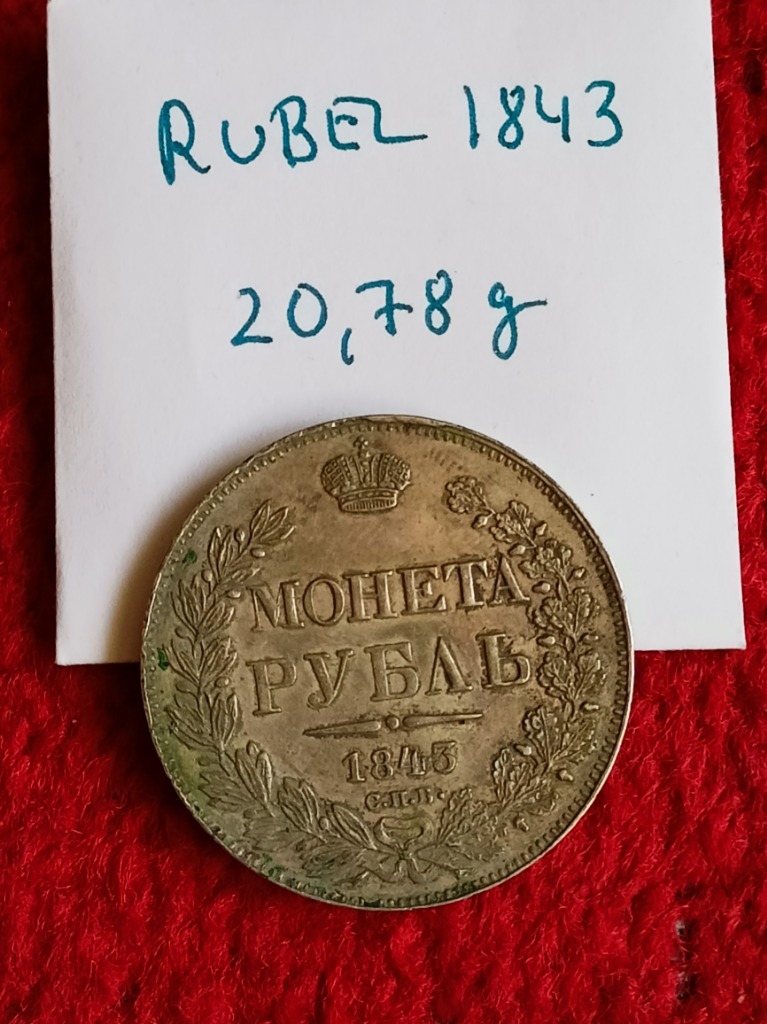 RUBEL 1843
20,78 g
МОНЕТА
РУБЛЬ
1843
С.П.Б.